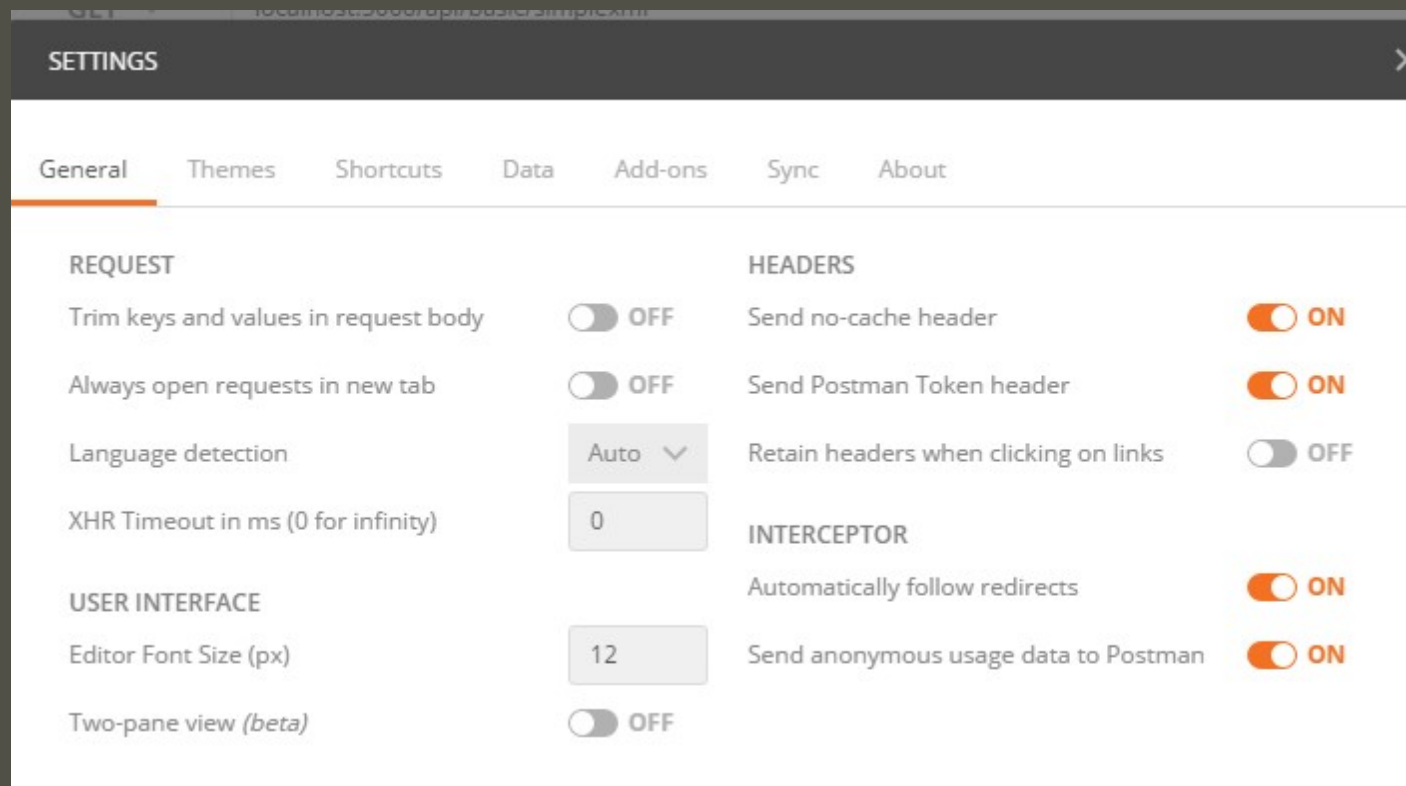 SETTINGS
General Themes Shortcuts Data Add-ons Sync About
REQUEST
Trim keys and values in request body OFF
Always open requests in new tab OFF
Language detection Auto
XHR Timeout in ms (0 for infinity) 0
USER INTERFACE
Editor Font Size (px) 12
Two-pane view (beta) OFF
HEADERS
Send no-cache header ON
Send Postman Token header ON
Retain headers when clicking on links OFF
INTERCEPTOR
Automatically follow redirects ON
Send anonymous usage data to Postman ON